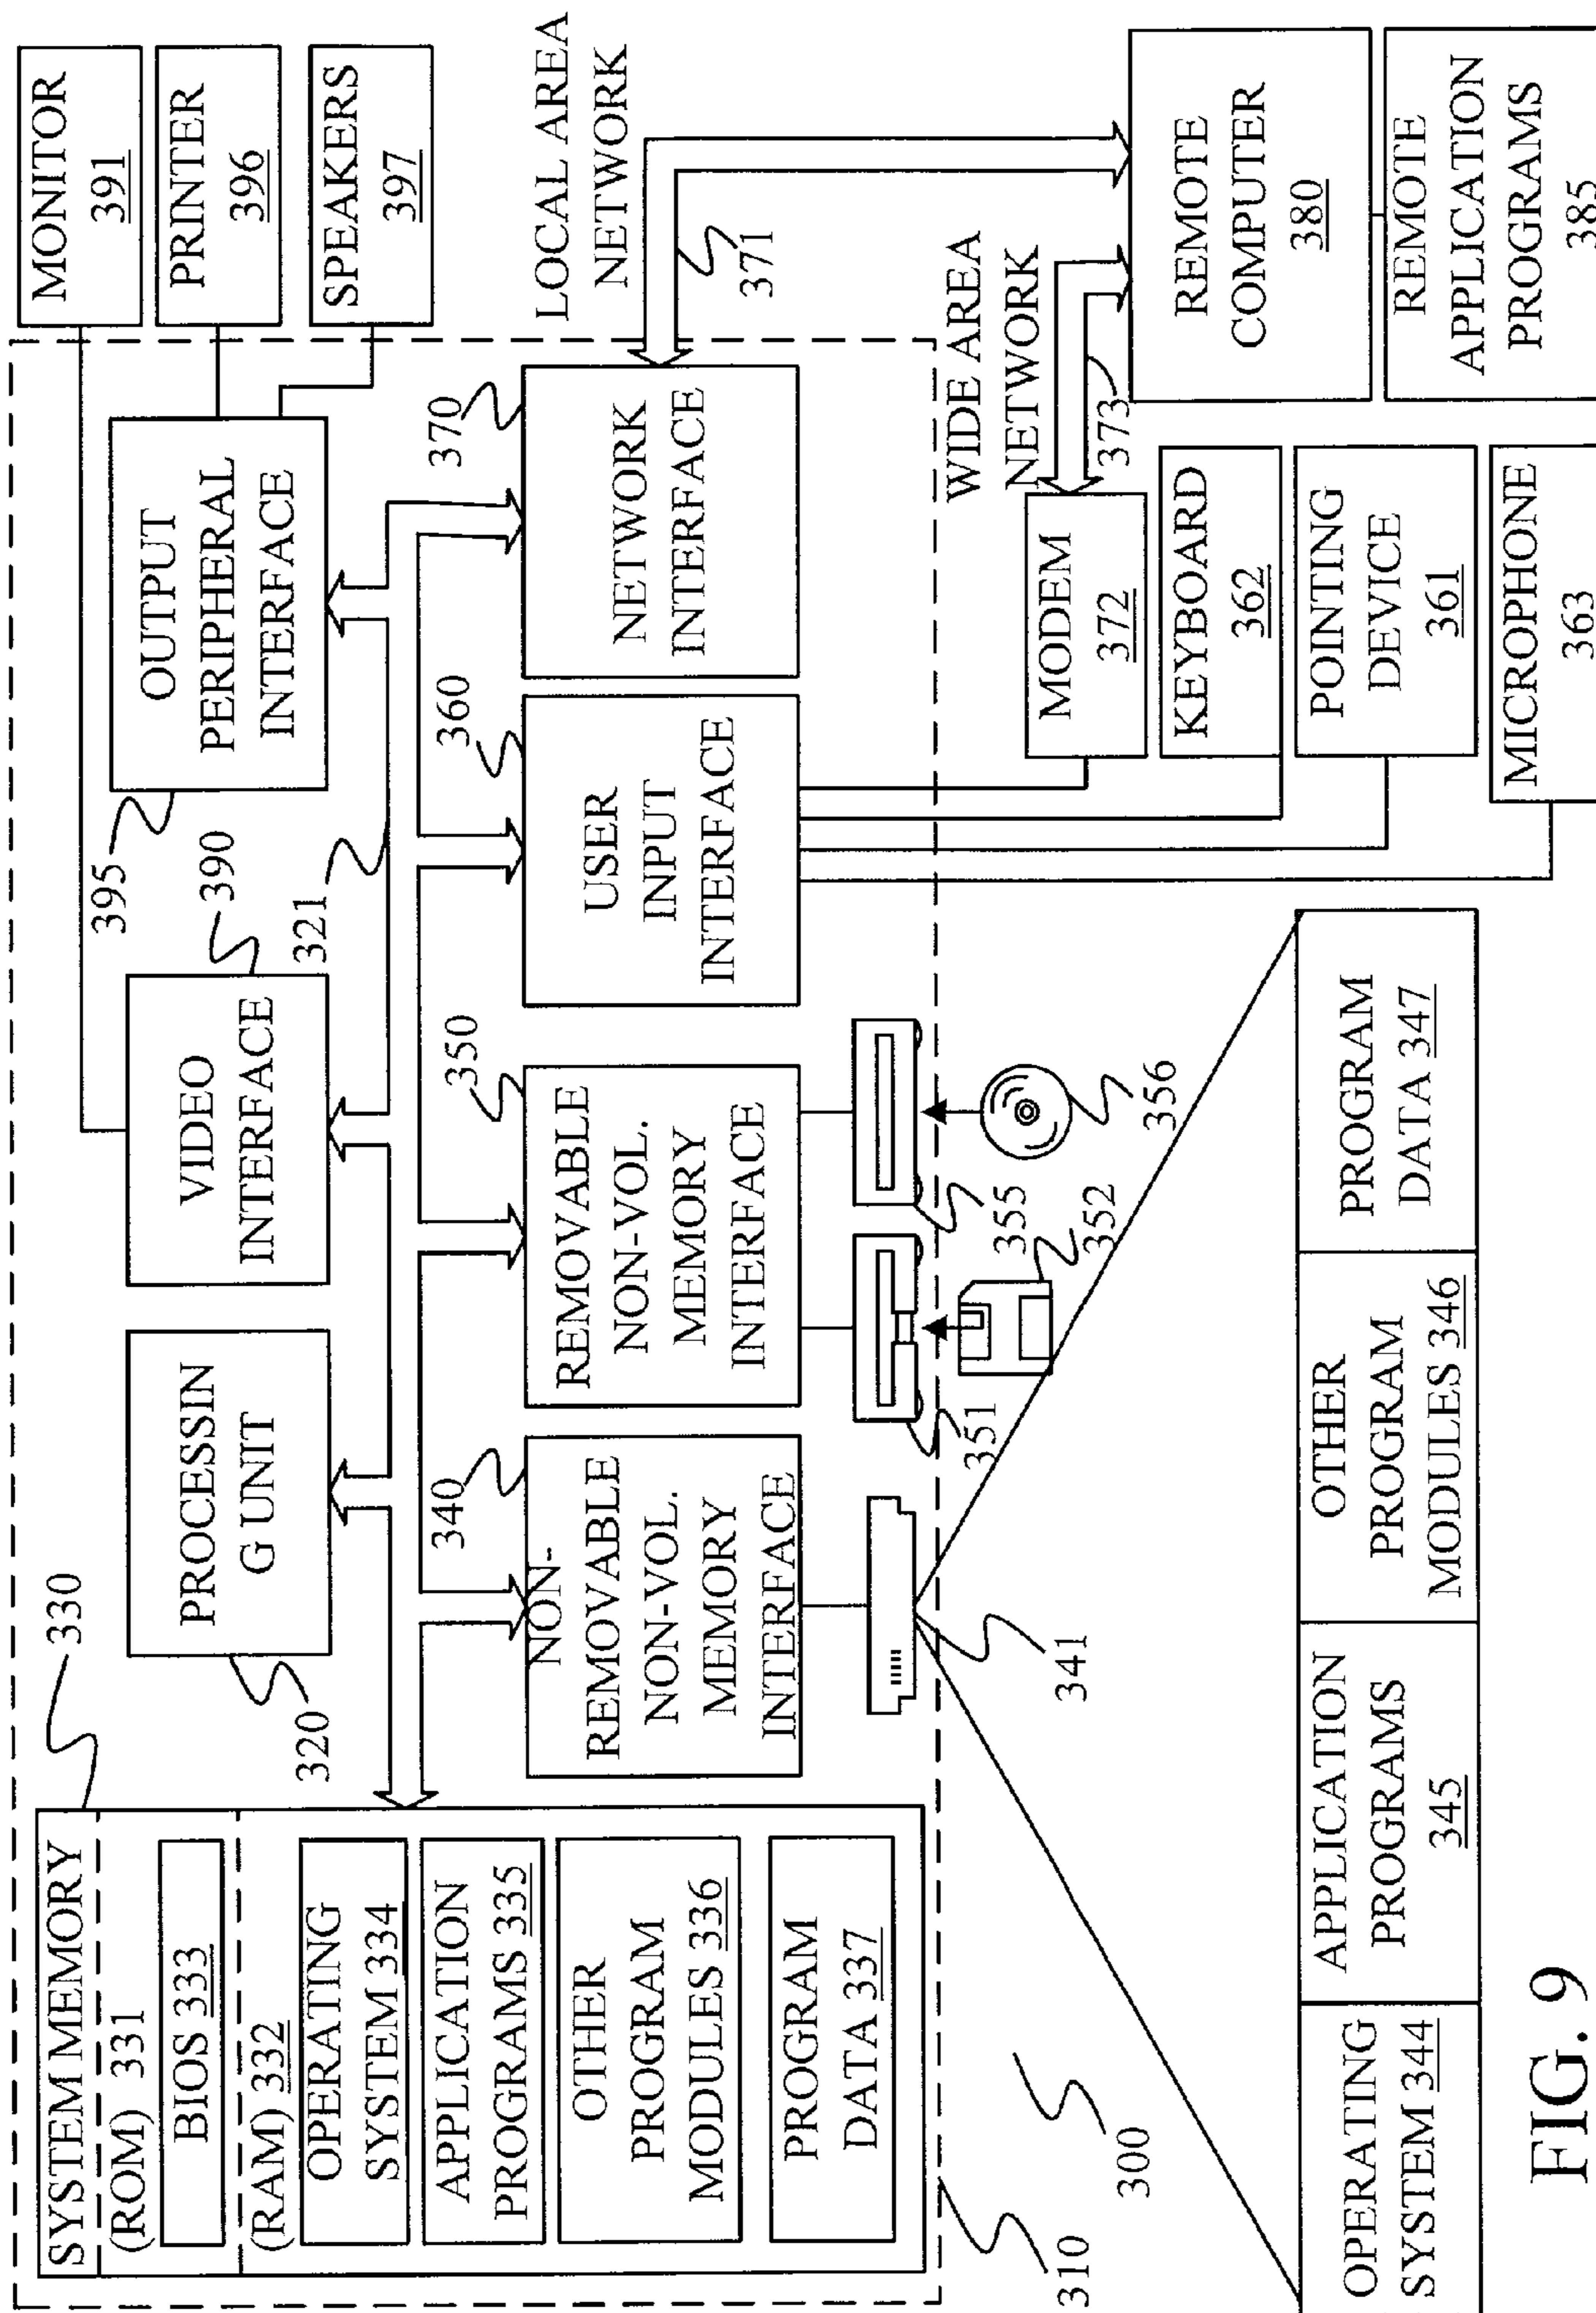 SYSTEM MEMORY
(ROM) 331
BIOS 333
(RAM) 332
OPERATING
SYSTEM 334
APPLICATION
PROGRAMS 335
OTHER
PROGRAM
MODULES 336
PROGRAM
DATA 337
330
PROCESSIN
G UNIT
320
VIDEO
INTERFACE
390
321
OUTPUT
PERIPHERAL
INTERFACE
395
MONITOR
391
PRINTER
396
SPEAKERS
397
NON-
REMOVABLE
NON-VOL.
MEMORY
INTERFACE
340
REMOVABLE
NON-VOL.
MEMORY
INTERFACE
350
USER
INPUT
INTERFACE
360
NETWORK
INTERFACE
370
LOCAL AREA
NETWORK
371
WIDE AREA
NETWORK
373
MODEM
372
KEYBOARD
362
POINTING
DEVICE
361
MICROPHONE
363
REMOTE
COMPUTER
380
REMOTE
APPLICATION
PROGRAMS
385
341
351
352
355
356
310
300
OPERATING
SYSTEM 344
APPLICATION
PROGRAMS
345
OTHER
PROGRAM
MODULES 346
PROGRAM
DATA 347
FIG. 9